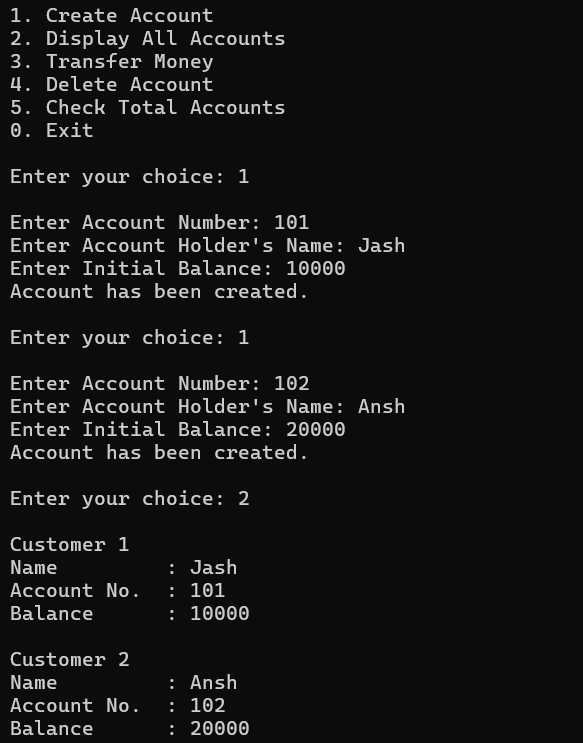 1. Create Account
2. Display All Accounts
3. Transfer Money
4. Delete Account
5. Check Total Accounts
0. Exit
Enter your choice: 1
Enter Account Number: 101
Enter Account Holder's Name: Jash
Enter Initial Balance: 10000
Account has been created.
Enter your choice: 1
Enter Account Number: 102
Enter Account Holder's Name: Ansh
Enter Initial Balance: 20000
Account has been created.
Enter your choice: 2
Customer 1
Name         : Jash
Account No.  : 101
Balance      : 10000
Customer 2
Name         : Ansh
Account No.  : 102
Balance      : 20000